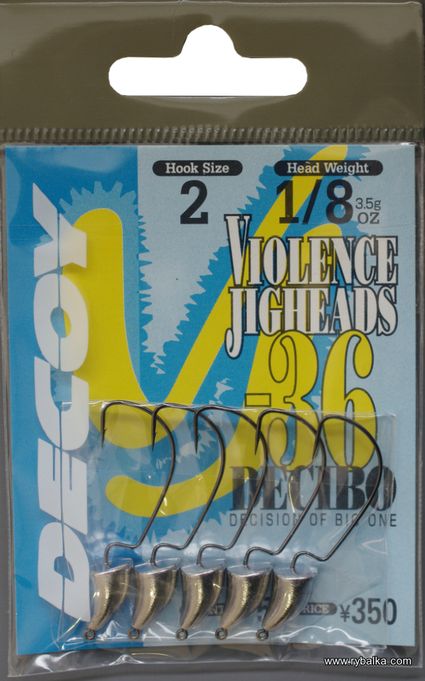 Hook Size
2
Head Weight
1/8 3.5g OZ
DECOY
VIOLENCE
JIGHEADS
-36
DECIBO
DECISION OF BIG ONE
¥350
www.rybalka.com